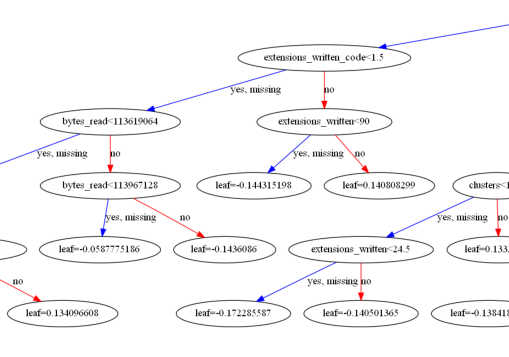 extensions_written_code<1.5
yes, missing
no
bytes_read<113619064
extensions_written<90
yes, missing
no
yes, missing
no
bytes_read<113967128
leaf=-0.144315198
leaf=0.140808299
clusters<1
yes, missing
no
yes, missing
no
leaf=-0.0587775186
leaf=-0.1436086
extensions_written<24.5
leaf=0.133
no
yes, missing
no
leaf=0.134096608
leaf=-0.172285587
leaf=-0.140501365
leaf=-0.138418